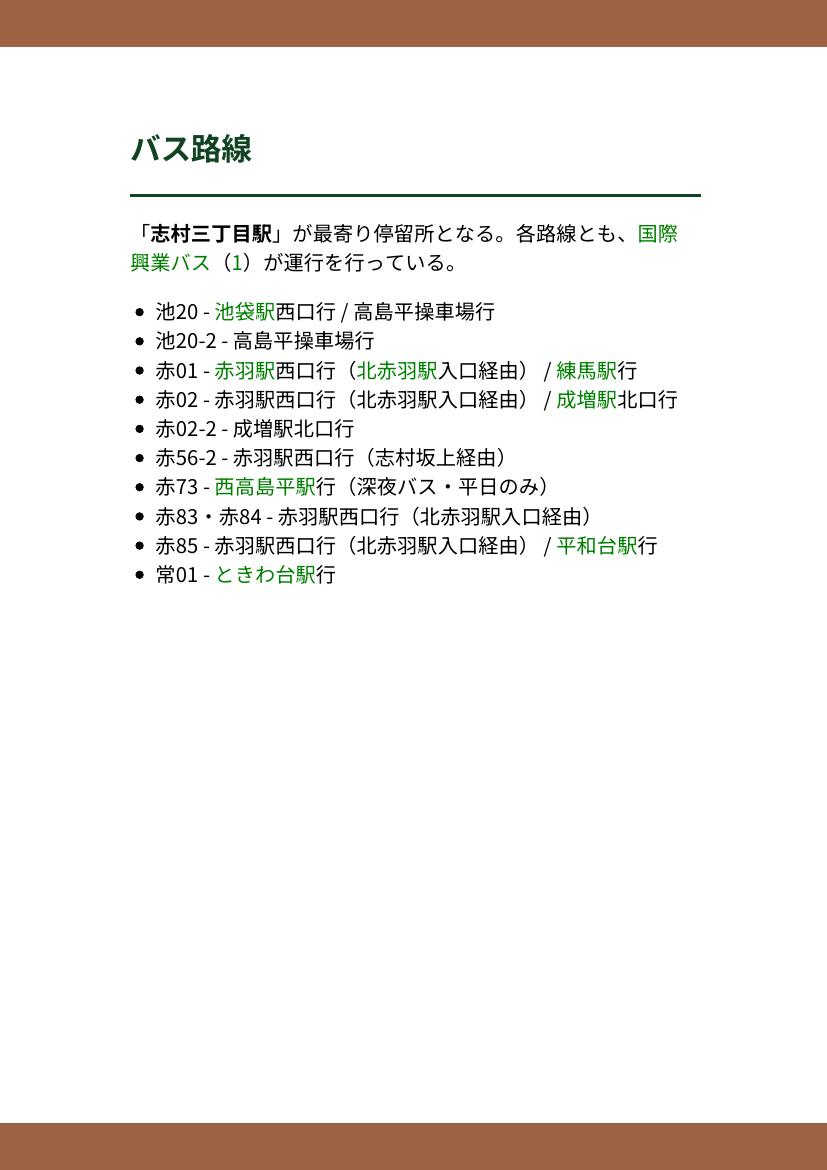 バス路線
「志村三丁目駅」が最寄り停留所となる。各路線とも、国際
興業バス（1）が運行を行っている。
• 池20 - 池袋駅西口行 / 高島平操車場行
• 池20-2 - 高島平操車場行
• 赤01 - 赤羽駅西口行（北赤羽駅入口経由） / 練馬駅行
• 赤02 - 赤羽駅西口行（北赤羽駅入口経由） / 成増駅北口行
• 赤02-2 - 成増駅北口行
• 赤56-2 - 赤羽駅西口行（志村坂上経由）
• 赤73 - 西高島平駅行（深夜バス・平日のみ）
• 赤83・赤84 - 赤羽駅西口行（北赤羽駅入口経由）
• 赤85 - 赤羽駅西口行（北赤羽駅入口経由） / 平和台駅行
• 常01 - ときわ台駅行